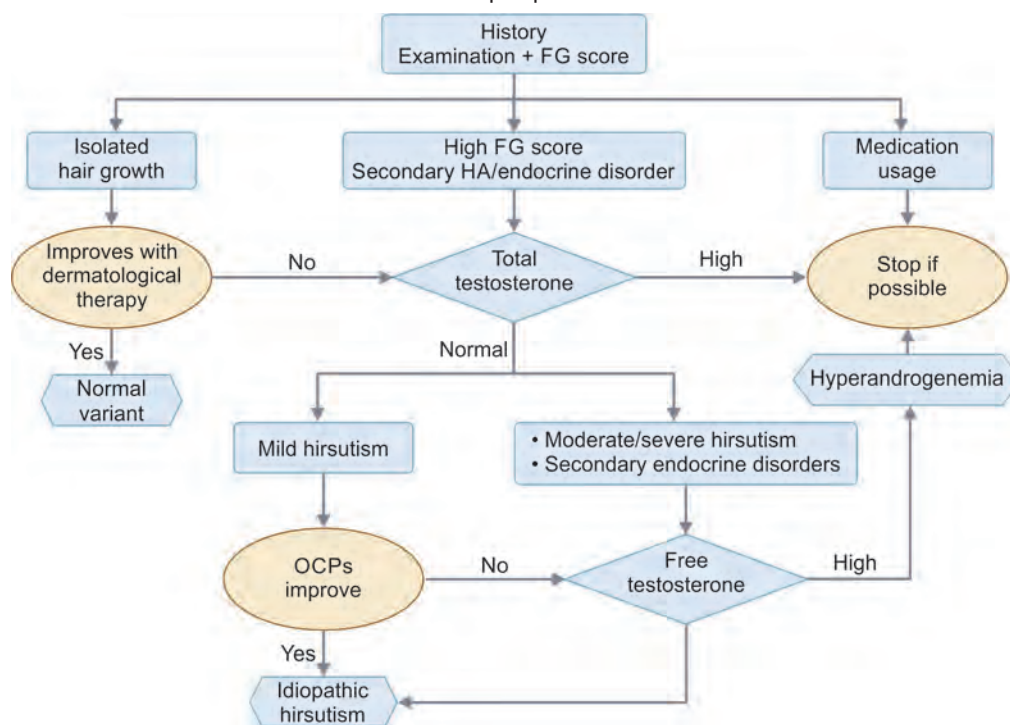 History
Examination + FG score
Isolated
hair growth
High FG score
Secondary HA/endocrine disorder
Medication
usage
Improves with
dermatological
therapy
No
Total
testosterone
High
Stop if
possible
Yes
Normal
Normal
variant
Hyperandrogenemia
Mild hirsutism
• Moderate/severe hirsutism
• Secondary endocrine disorders
OCPs
improve
No
Free
testosterone
High
Yes
Idiopathic
hirsutism